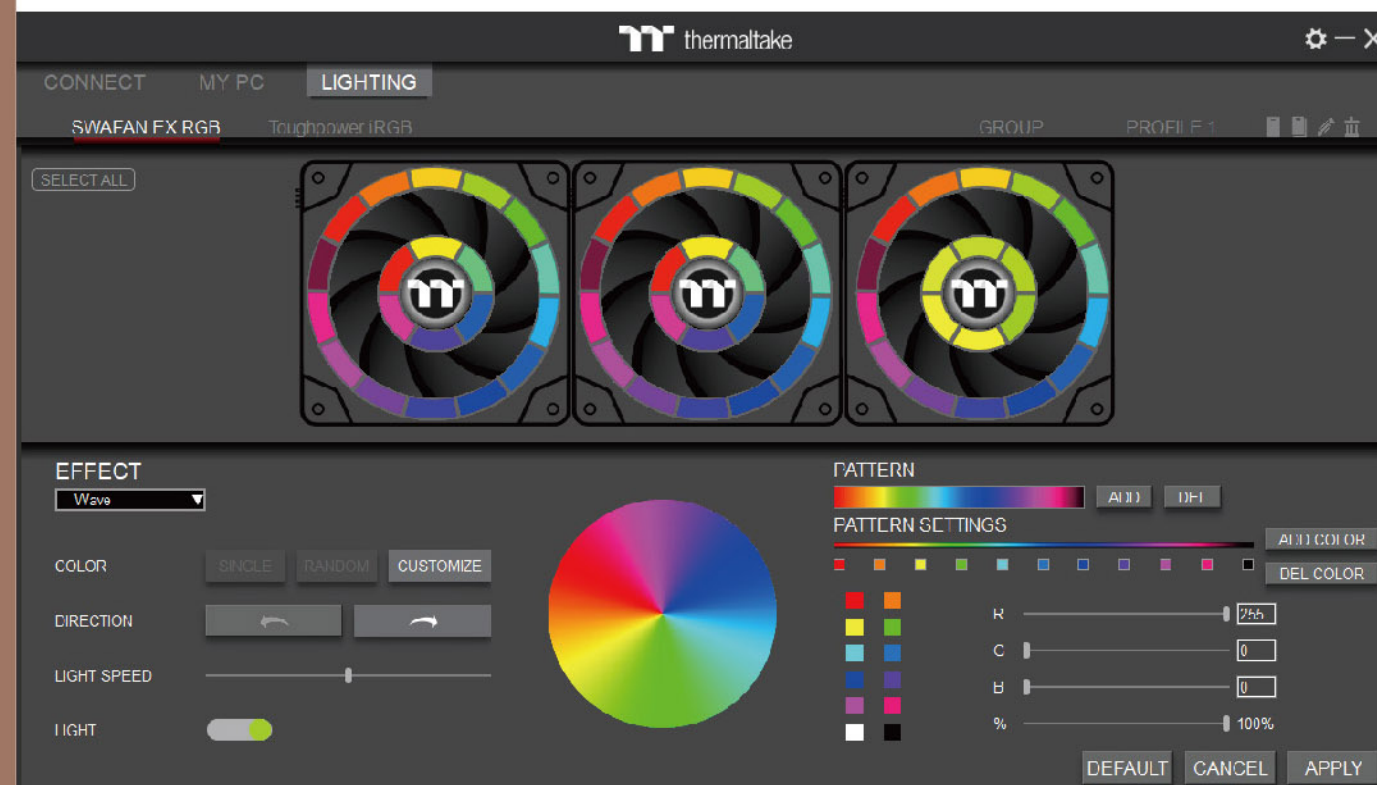 thermaltake
CONNECT MY PC LIGHTING
SWAFAN EX RGB Toughpower iRGB GROUP PROFILE 1
SELECT ALL
EFFECT
Wave
COLOR SINGLE RANDOM CUSTOMIZE
DIRECTION
LIGHT SPEED
LIGHT
PATTERN
ADD DEL
PATTERN SETTINGS
ADD COLOR
DEL COLOR
R 255
G 0
B 0
% 100%
DEFAULT CANCEL APPLY